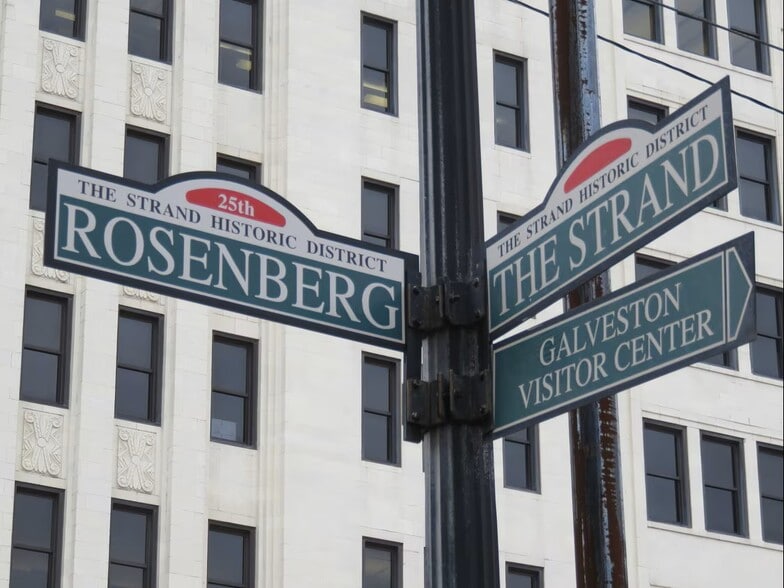 25th
THE STRAND HISTORIC DISTRICT
ROSENBERG
THE STRAND HISTORIC DISTRICT
THE STRAND
GALVESTON
VISITOR CENTER